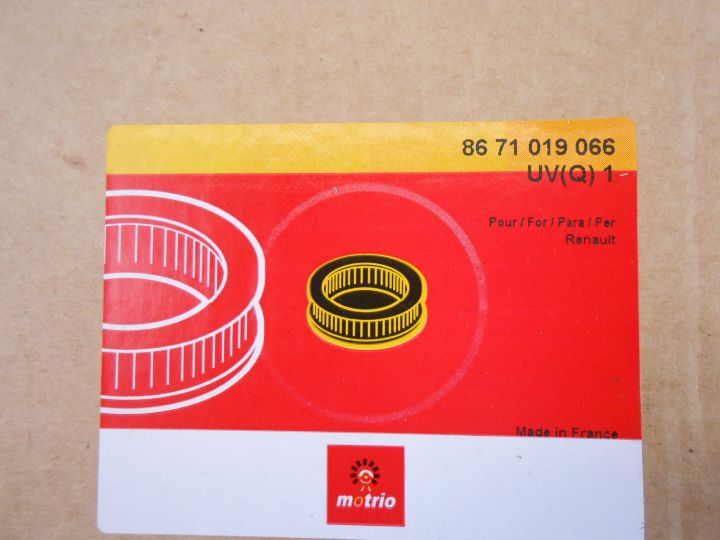 86 71 019 066
UV(Q) 1
Pour / For / Para / Per
Renault
Made in France
motrio